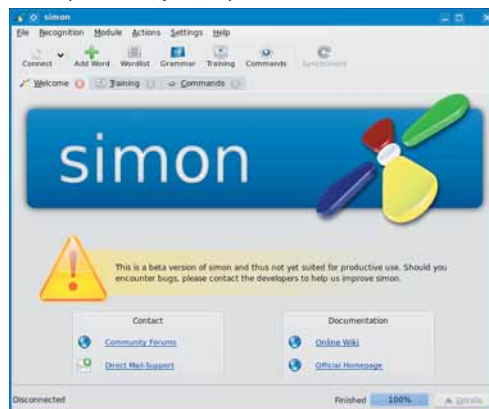 simon
File Recognition Module Actions Settings Help
Connect Add Word Wordlist Grammar Training Commands Synchronize
Welcome Training Commands
simon
This is a beta version of simon and thus not yet suited for productive use. Should you
encounter bugs, please contact the developers to help us improve simon.
Contact Documentation
Community Forums Online Wiki
Direct Mail-Support Official Homepage
Disconnected Finished 100% Details